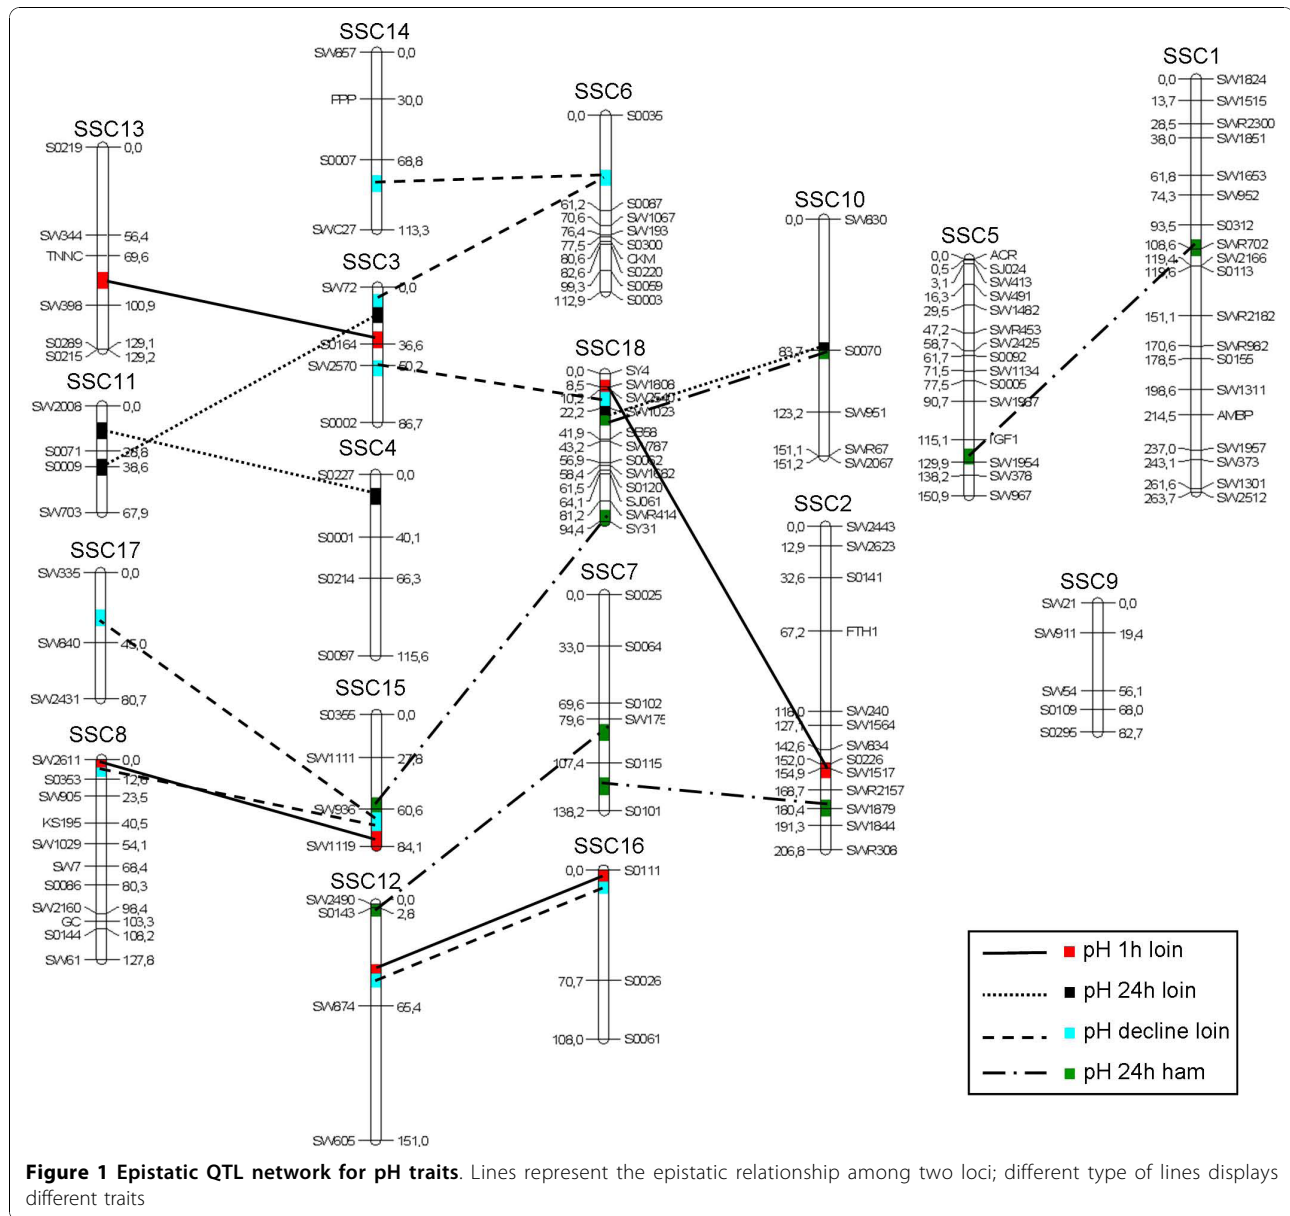 SSC14
SW857 0,0
PPP 30,0
S0007 68,8
SWC27 113,3
SSC6
0,0 S0035
61,2 S0087
70,6 SW1067
76,4 SW193
77,5 S0300
80,6 CKM
82,6 S0220
99,3 S0059
112,9 S0003
SSC1
0,0 SW1824
13,7 SW1515
28,5 SWR2300
38,0 SW1851
61,8 SW1653
74,3 SW952
93,5 S0312
108,6 SWR702
119,4 SW2166
119,6 S0113
151,1 SWR2182
170,6 SWR982
178,5 S0155
198,6 SW1311
214,5 AMBP
237,0 SW1957
243,1 SW373
261,6 SW1301
263,7 SW2512
SSC13
S0219 0,0
SW344 56,4
TNNC 69,6
SW398 100,9
S0289 129,1
S0215 129,2
SSC10
0,0 SW830
S0070
123,2 SW951
151,1 SWR67
151,2 SW2067
SSC5
0,0 ACR
0,5 SJ024
3,1 SW413
16,3 SW491
29,5 SW1482
47,2 SWR453
58,7 SW2425
61,7 S0092
71,5 SW1134
77,5 S0005
90,7 SW1987
115,1 IGF1
129,9 SW1954
138,2 SW378
150,9 SW967
SSC3
SW72 0,0
S0164 36,6
SW2570 60,2
S0002 86,7
SSC18
0,0 SY4
8,5 SW1808
10,2 SW2540
22,2 SW1023
41,9 S8058
43,2 SW787
56,9 S0062
58,4 SW1682
61,5 S0120
64,1 SJ061
81,2 SWR414
94,4 SY31
SSC11
SW2008 0,0
S0071
S0009 38,6
SW703 67,9
SSC4
S0227 0,0
S0001 40,1
S0214 66,3
S0097 115,6
SSC2
0,0 SW2443
12,9 SW2623
32,6 S0141
67,2 FTH1
118,0 SW240
127,1 SW1564
142,6 SW834
152,0 S0226
154,9 SW1517
168,7 SWR2157
180,4 SW1879
191,3 SW1844
206,8 SWR308
SSC17
SW335 0,0
SW840 45,0
SW2431 80,7
SSC7
0,0 S0025
33,0 S0064
69,6 S0102
79,6 SW175
107,4 S0115
138,2 S0101
SSC9
SW21 0,0
SW911 19,4
SW54 56,1
S0109 68,0
S0295 82,7
SSC15
S0355 0,0
SW1111 27,8
SW936 60,6
SW1119 84,1
SSC8
SW2611 0,0
S0353 12,6
SW905 23,5
KS195 40,5
SW1029 54,1
SW7 68,4
S0086 80,3
SW2160 98,4
GC 103,3
S0144 108,2
SW61 127,8
SSC12
SW2490 0,0
S0143 2,8
SW874 65,4
SW605 151,0
SSC16
0,0 S0111
70,7 S0026
108,0 S0061
pH 1h loin
pH 24h loin
pH decline loin
pH 24h ham
Figure 1 Epistatic QTL network for pH traits. Lines represent the epistatic relationship among two loci; different type of lines displays
different traits